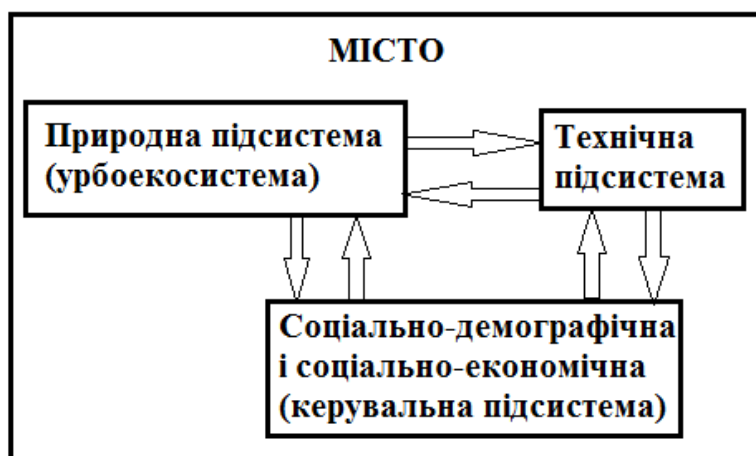 МІСТО
Природна підсистема
(урбоекосистема)
Технічна
підсистема
Соціально-демографічна
і соціально-економічна
(керувальна підсистема)